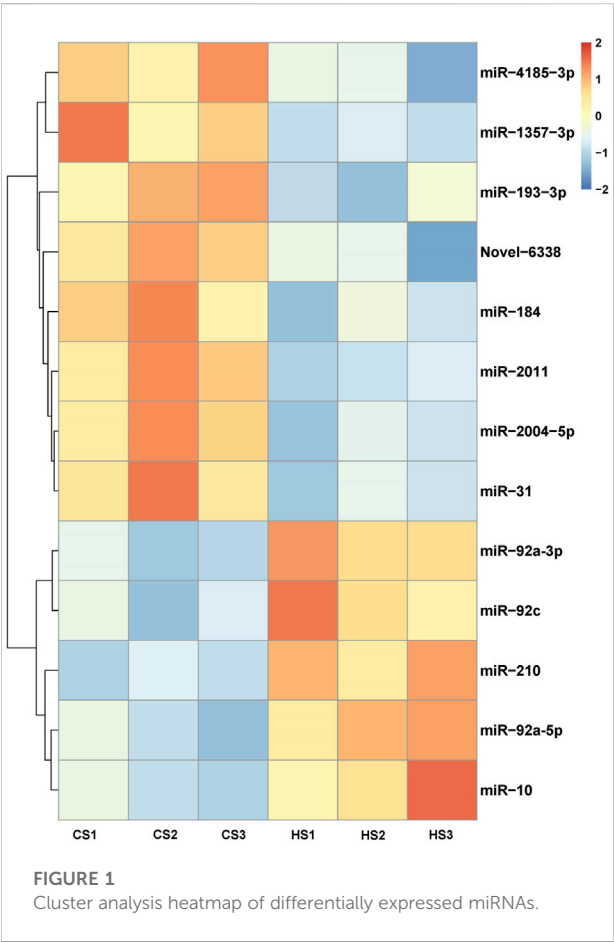 2
1
0
−1
−2
miR−4185−3p
miR−1357−3p
miR−193−3p
Novel−6338
miR−184
miR−2011
miR−2004−5p
miR−31
miR−92a-3p
miR−92c
miR−210
miR−92a-5p
miR−10
CS1 CS2 CS3 HS1 HS2 HS3
FIGURE 1
Cluster analysis heatmap of differentially expressed miRNAs.